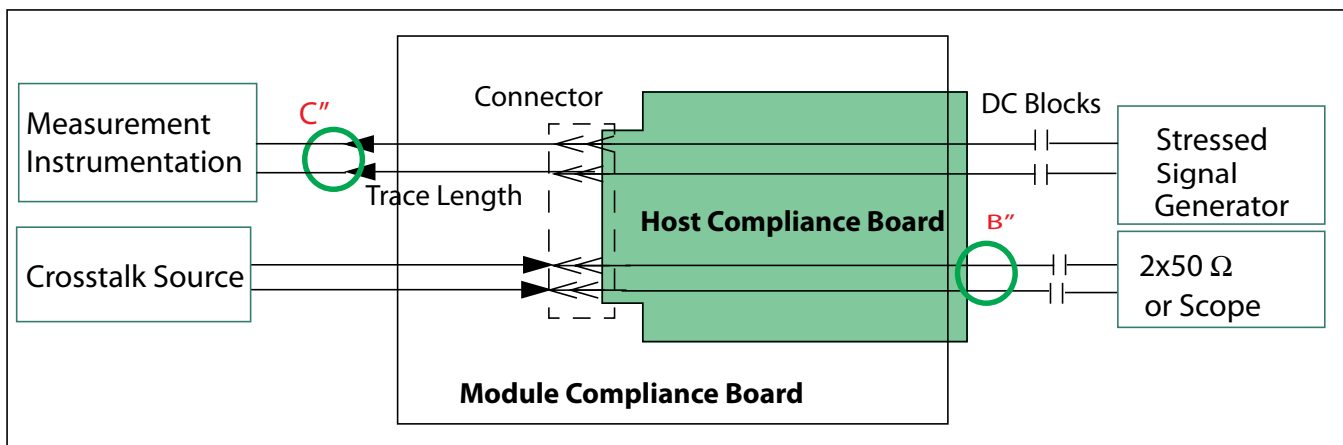 Measurement
Instrumentation
C″
Connector
DC Blocks
Stressed
Signal
Generator
Trace Length
Host Compliance Board
B″
Crosstalk Source
2x50 Ω
or Scope
Module Compliance Board